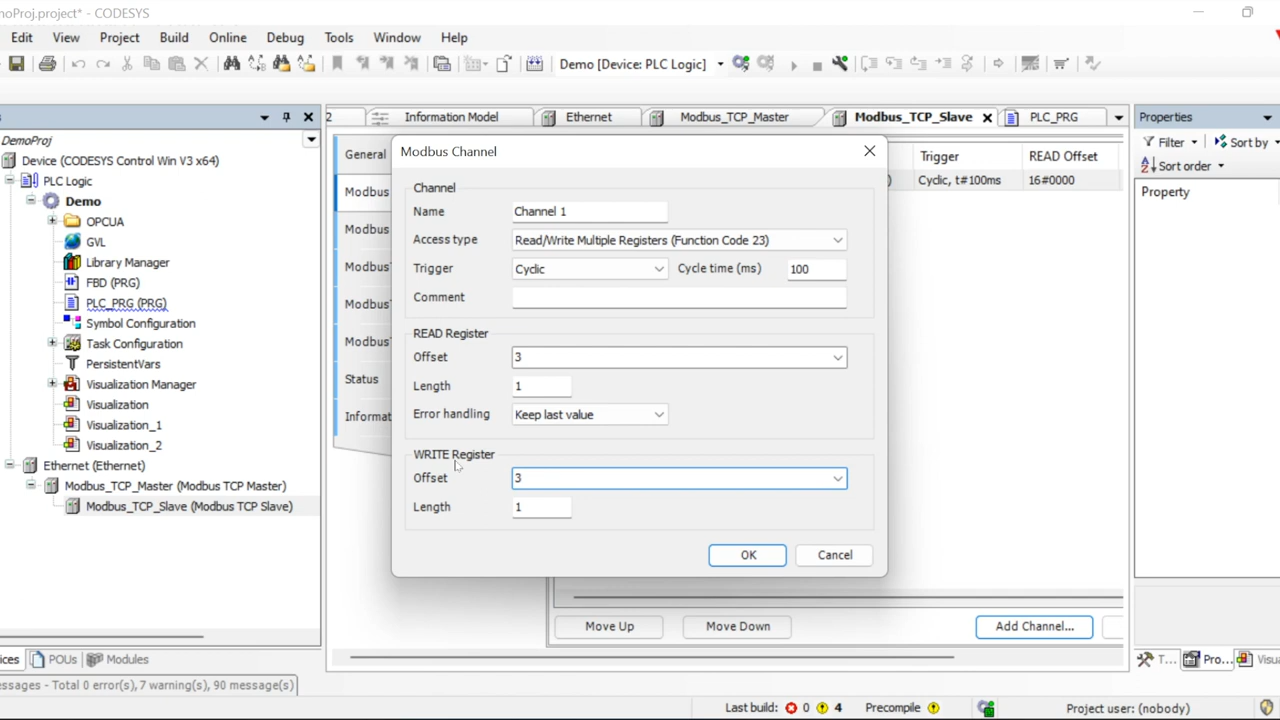 noProj.project* - CODESYS
Edit View Project Build Online Debug Tools Window Help
Demo [Device: PLC Logic]
2 Information Model Ethernet Modbus_TCP_Master Modbus_TCP_Slave PLC_PRG Properties
DemoProj
Device (CODESYS Control Win V3 x64)
PLC Logic
Demo
OPCUA
GVL
Library Manager
FBD (PRG)
PLC_PRG (PRG)
Symbol Configuration
Task Configuration
PersistentVars
Visualization Manager
Visualization
Visualization_1
Visualization_2
Ethernet (Ethernet)
Modbus_TCP_Master (Modbus TCP Master)
Modbus_TCP_Slave (Modbus TCP Slave)
General
Modbus
Modbus
Modbus
Modbus
Modbus
Status
Informat
Modbus Channel
Channel
Name Channel 1
Access type Read/Write Multiple Registers (Function Code 23)
Trigger Cyclic Cycle time (ms) 100
Comment
READ Register
Offset 3
Length 1
Error handling Keep last value
WRITE Register
Offset 3
Length 1
OK Cancel
Trigger READ Offset
) Cyclic, t#100ms 16#0000
Move Up Move Down Add Channel...
Filter Sort by
Sort order
Property
ices POUs Modules
T... Pro... Visua
essages - Total 0 error(s), 7 warning(s), 90 message(s)
Last build: 0 4 Precompile Project user: (nobody)